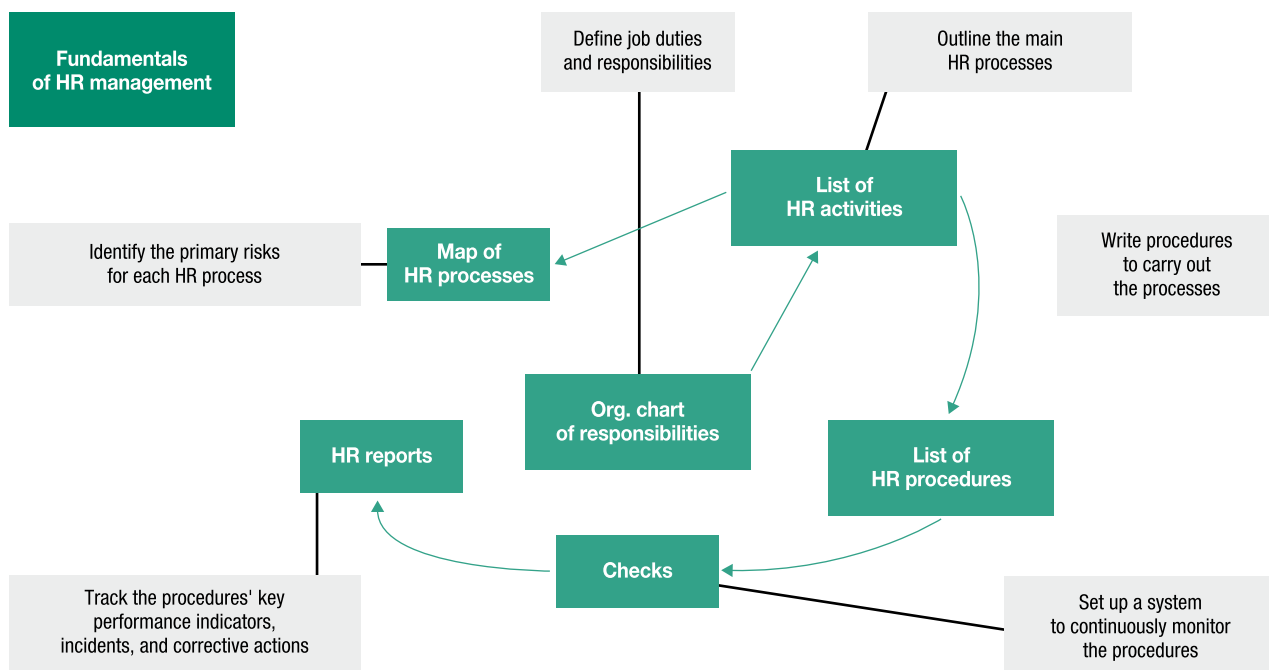 Fundamentals
of HR management
Define job duties
and responsibilities
Outline the main
HR processes
List of
HR activities
Identify the primary risks
for each HR process
Map of
HR processes
Write procedures
to carry out
the processes
Org. chart
of responsibilities
HR reports
List of
HR procedures
Checks
Track the procedures' key
performance indicators,
incidents, and corrective actions
Set up a system
to continuously monitor
the procedures